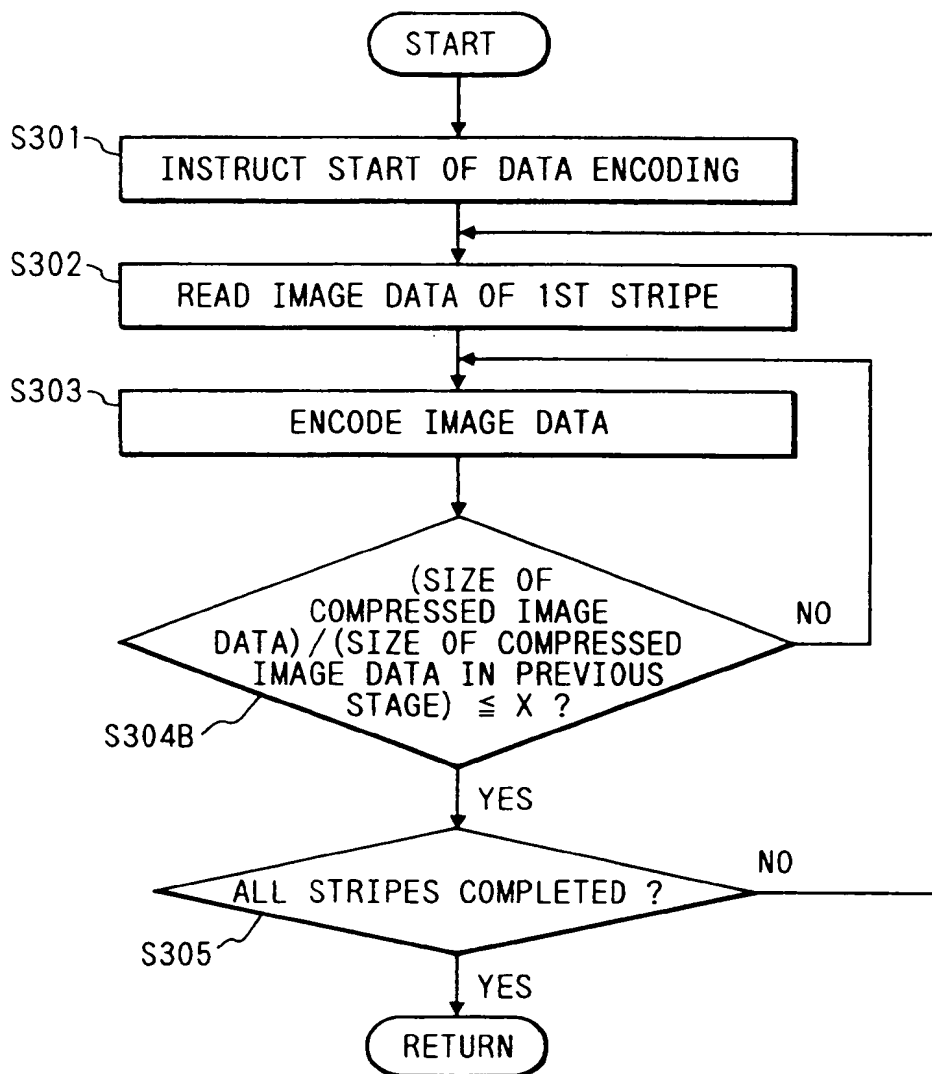 START
S301
INSTRUCT START OF DATA ENCODING
S302
READ IMAGE DATA OF 1ST STRIPE
S303
ENCODE IMAGE DATA
(SIZE OF
COMPRESSED IMAGE
DATA)/(SIZE OF COMPRESSED
IMAGE DATA IN PREVIOUS
STAGE) ≦ X ?
NO
S304B
YES
ALL STRIPES COMPLETED ?
NO
S305
YES
RETURN